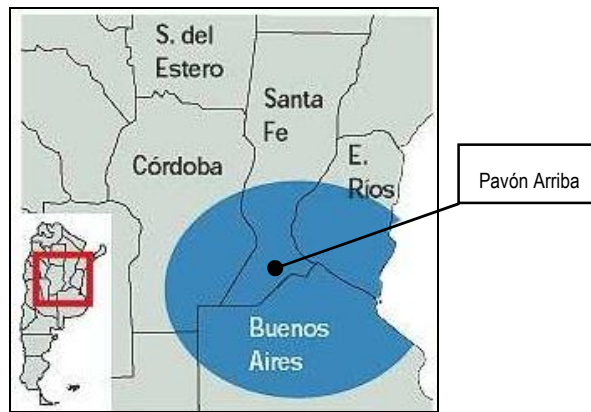 S. del
Estero
Santa
Fe
Córdoba
E.
Ríos
Pavón Arriba
Buenos
Aires